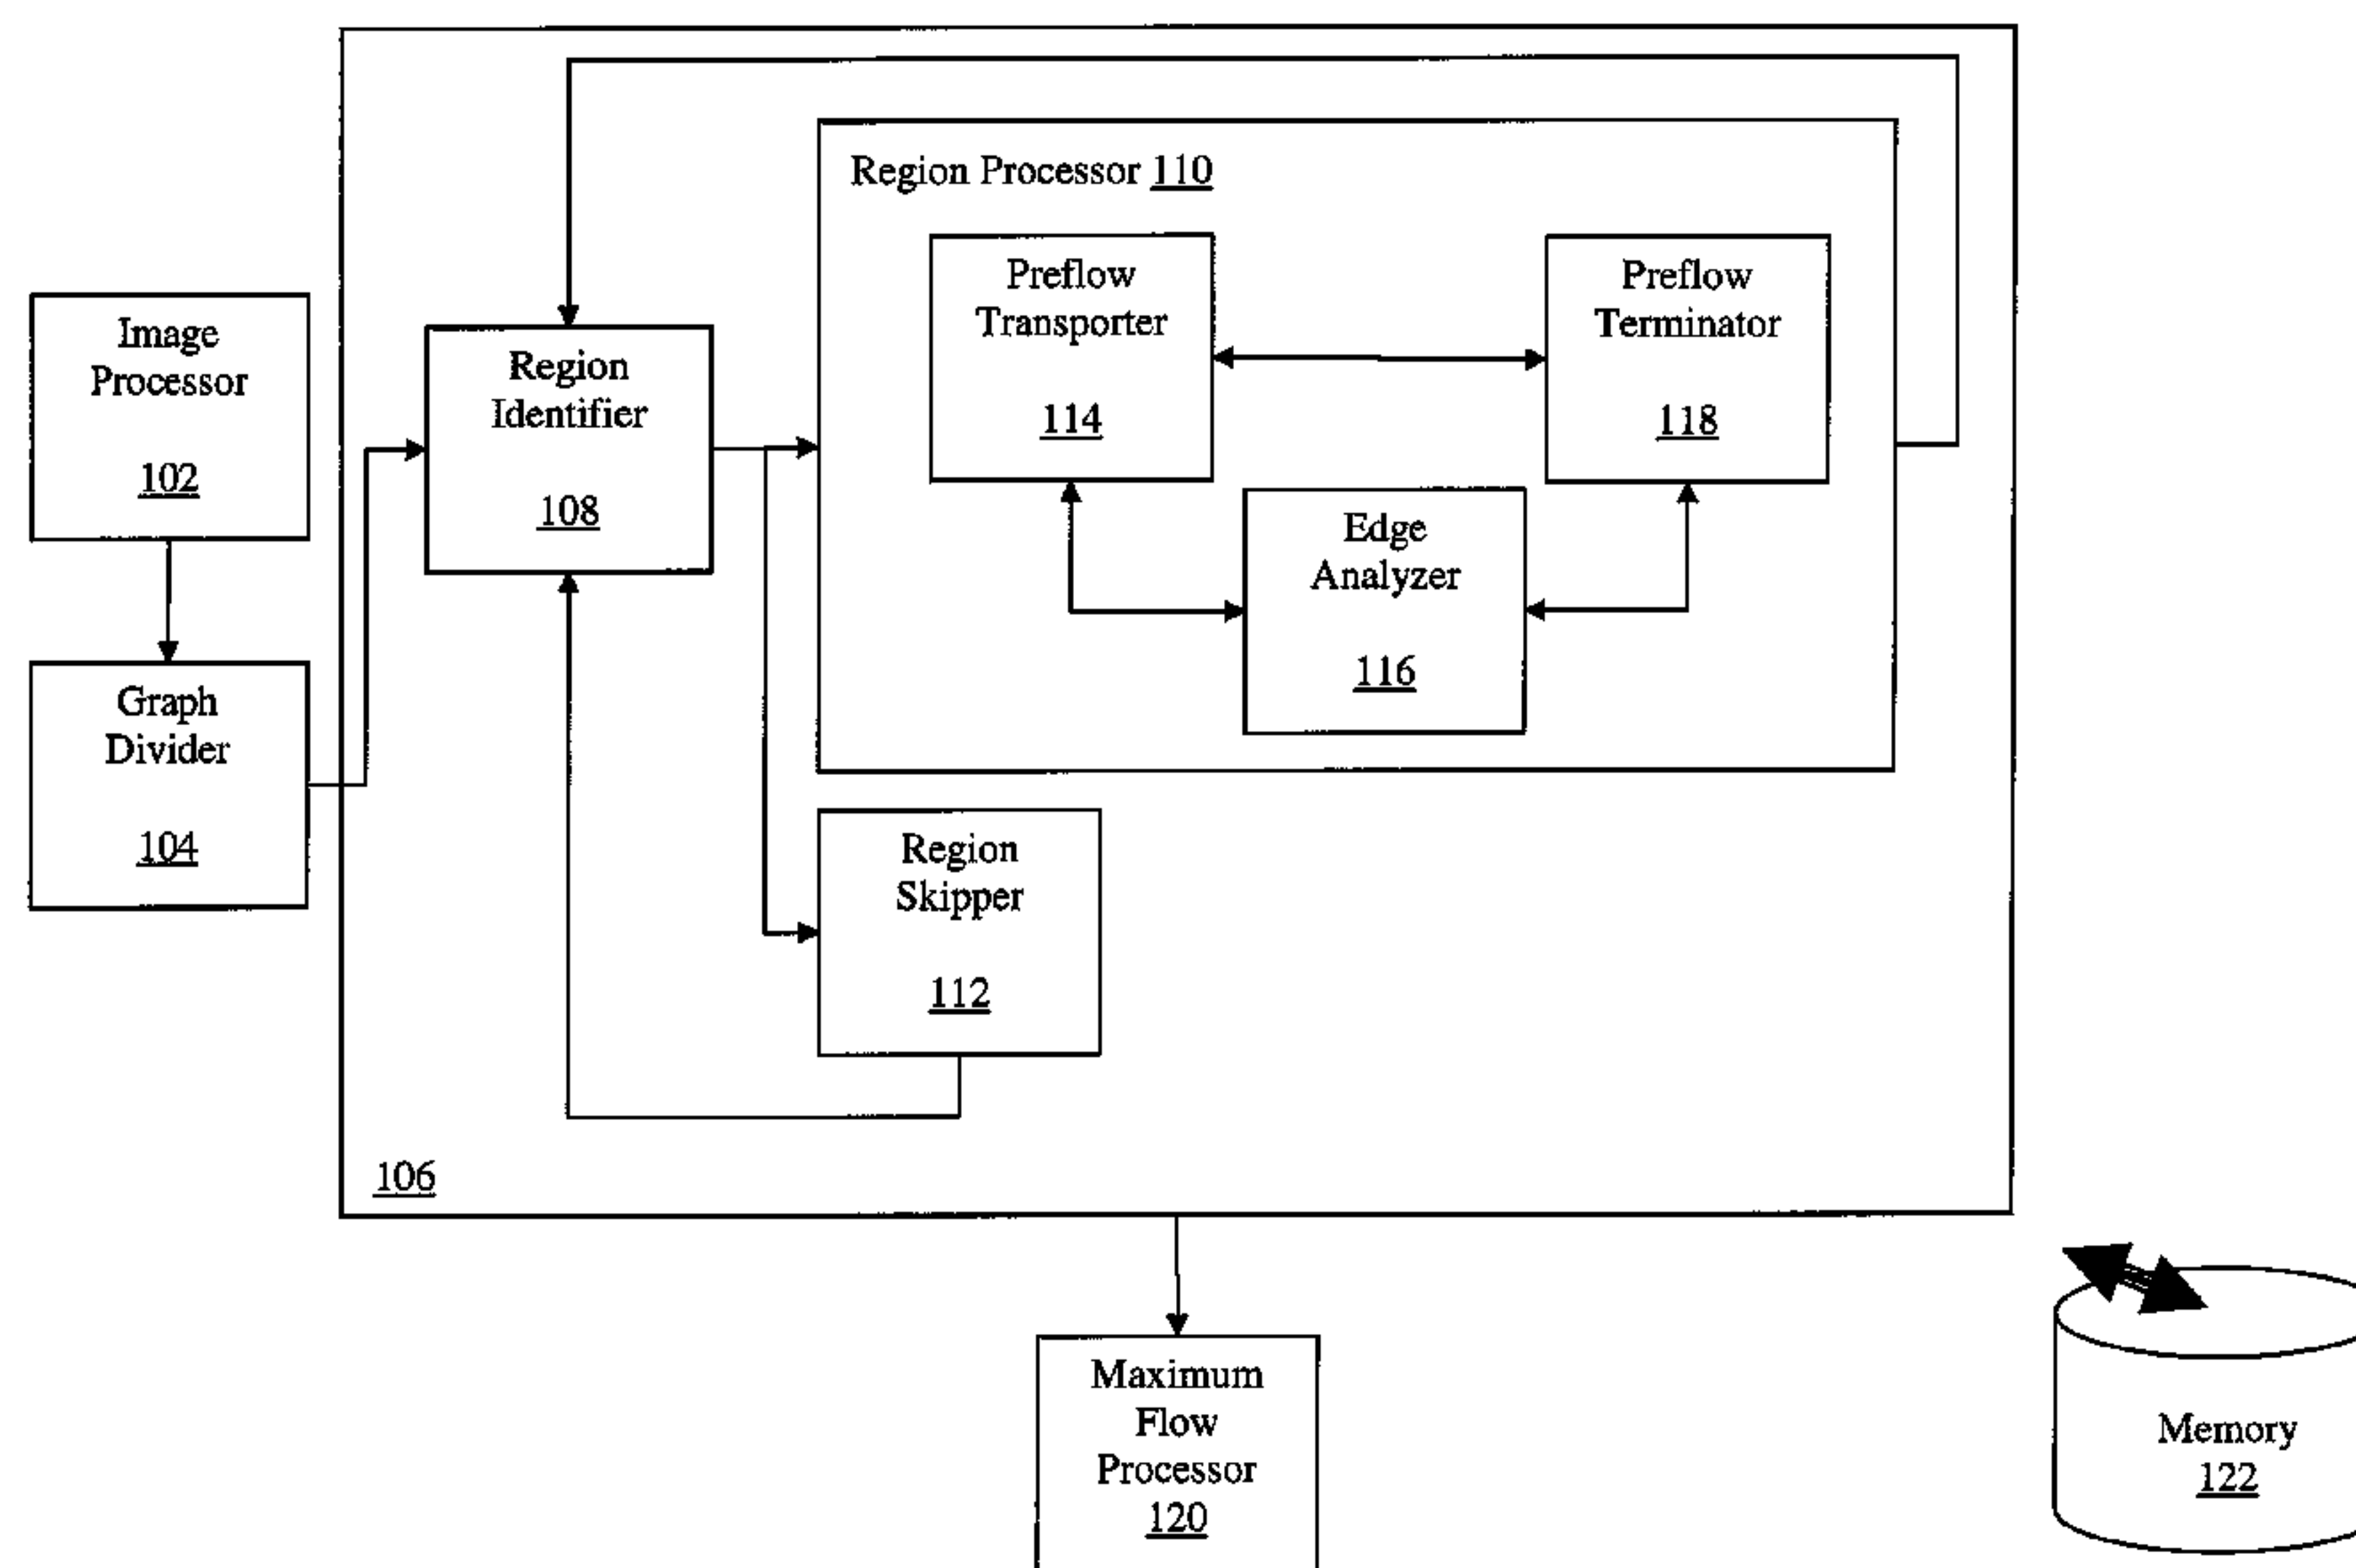 Region Processor 110
Preflow
Transporter
114
Preflow
Terminator
118
Image
Processor
102
Region
Identifier
108
Edge
Analyzer
116
Graph
Divider
104
Region
Skipper
112
106
Maximum
Flow
Processor
120
Memory
122